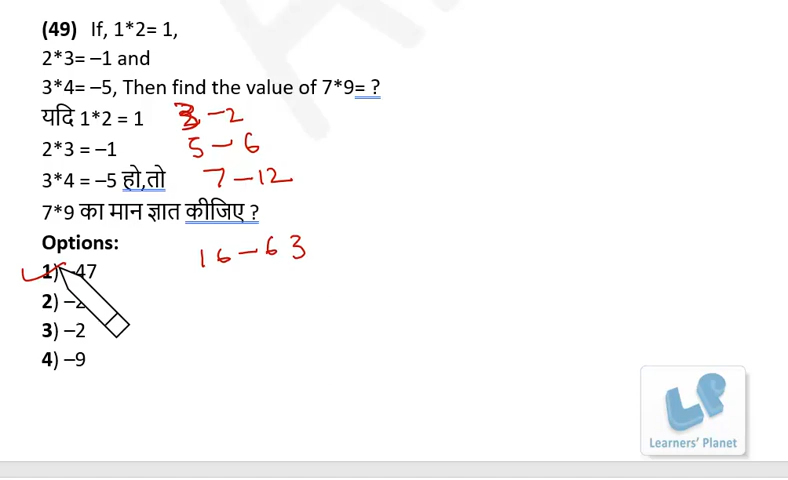 (49) If, 1*2= 1,
2*3= –1 and
3*4= –5, Then find the value of 7*9= ?
यदि 1*2 = 1 3 – 2
2*3 = –1 5 – 6
3*4 = –5 हो,तो 7 – 12
7*9 का मान ज्ञात कीजिए ?
Options:
16 – 63
1) –47
2) –2
3) –2
4) –9
LP
Learners' Planet